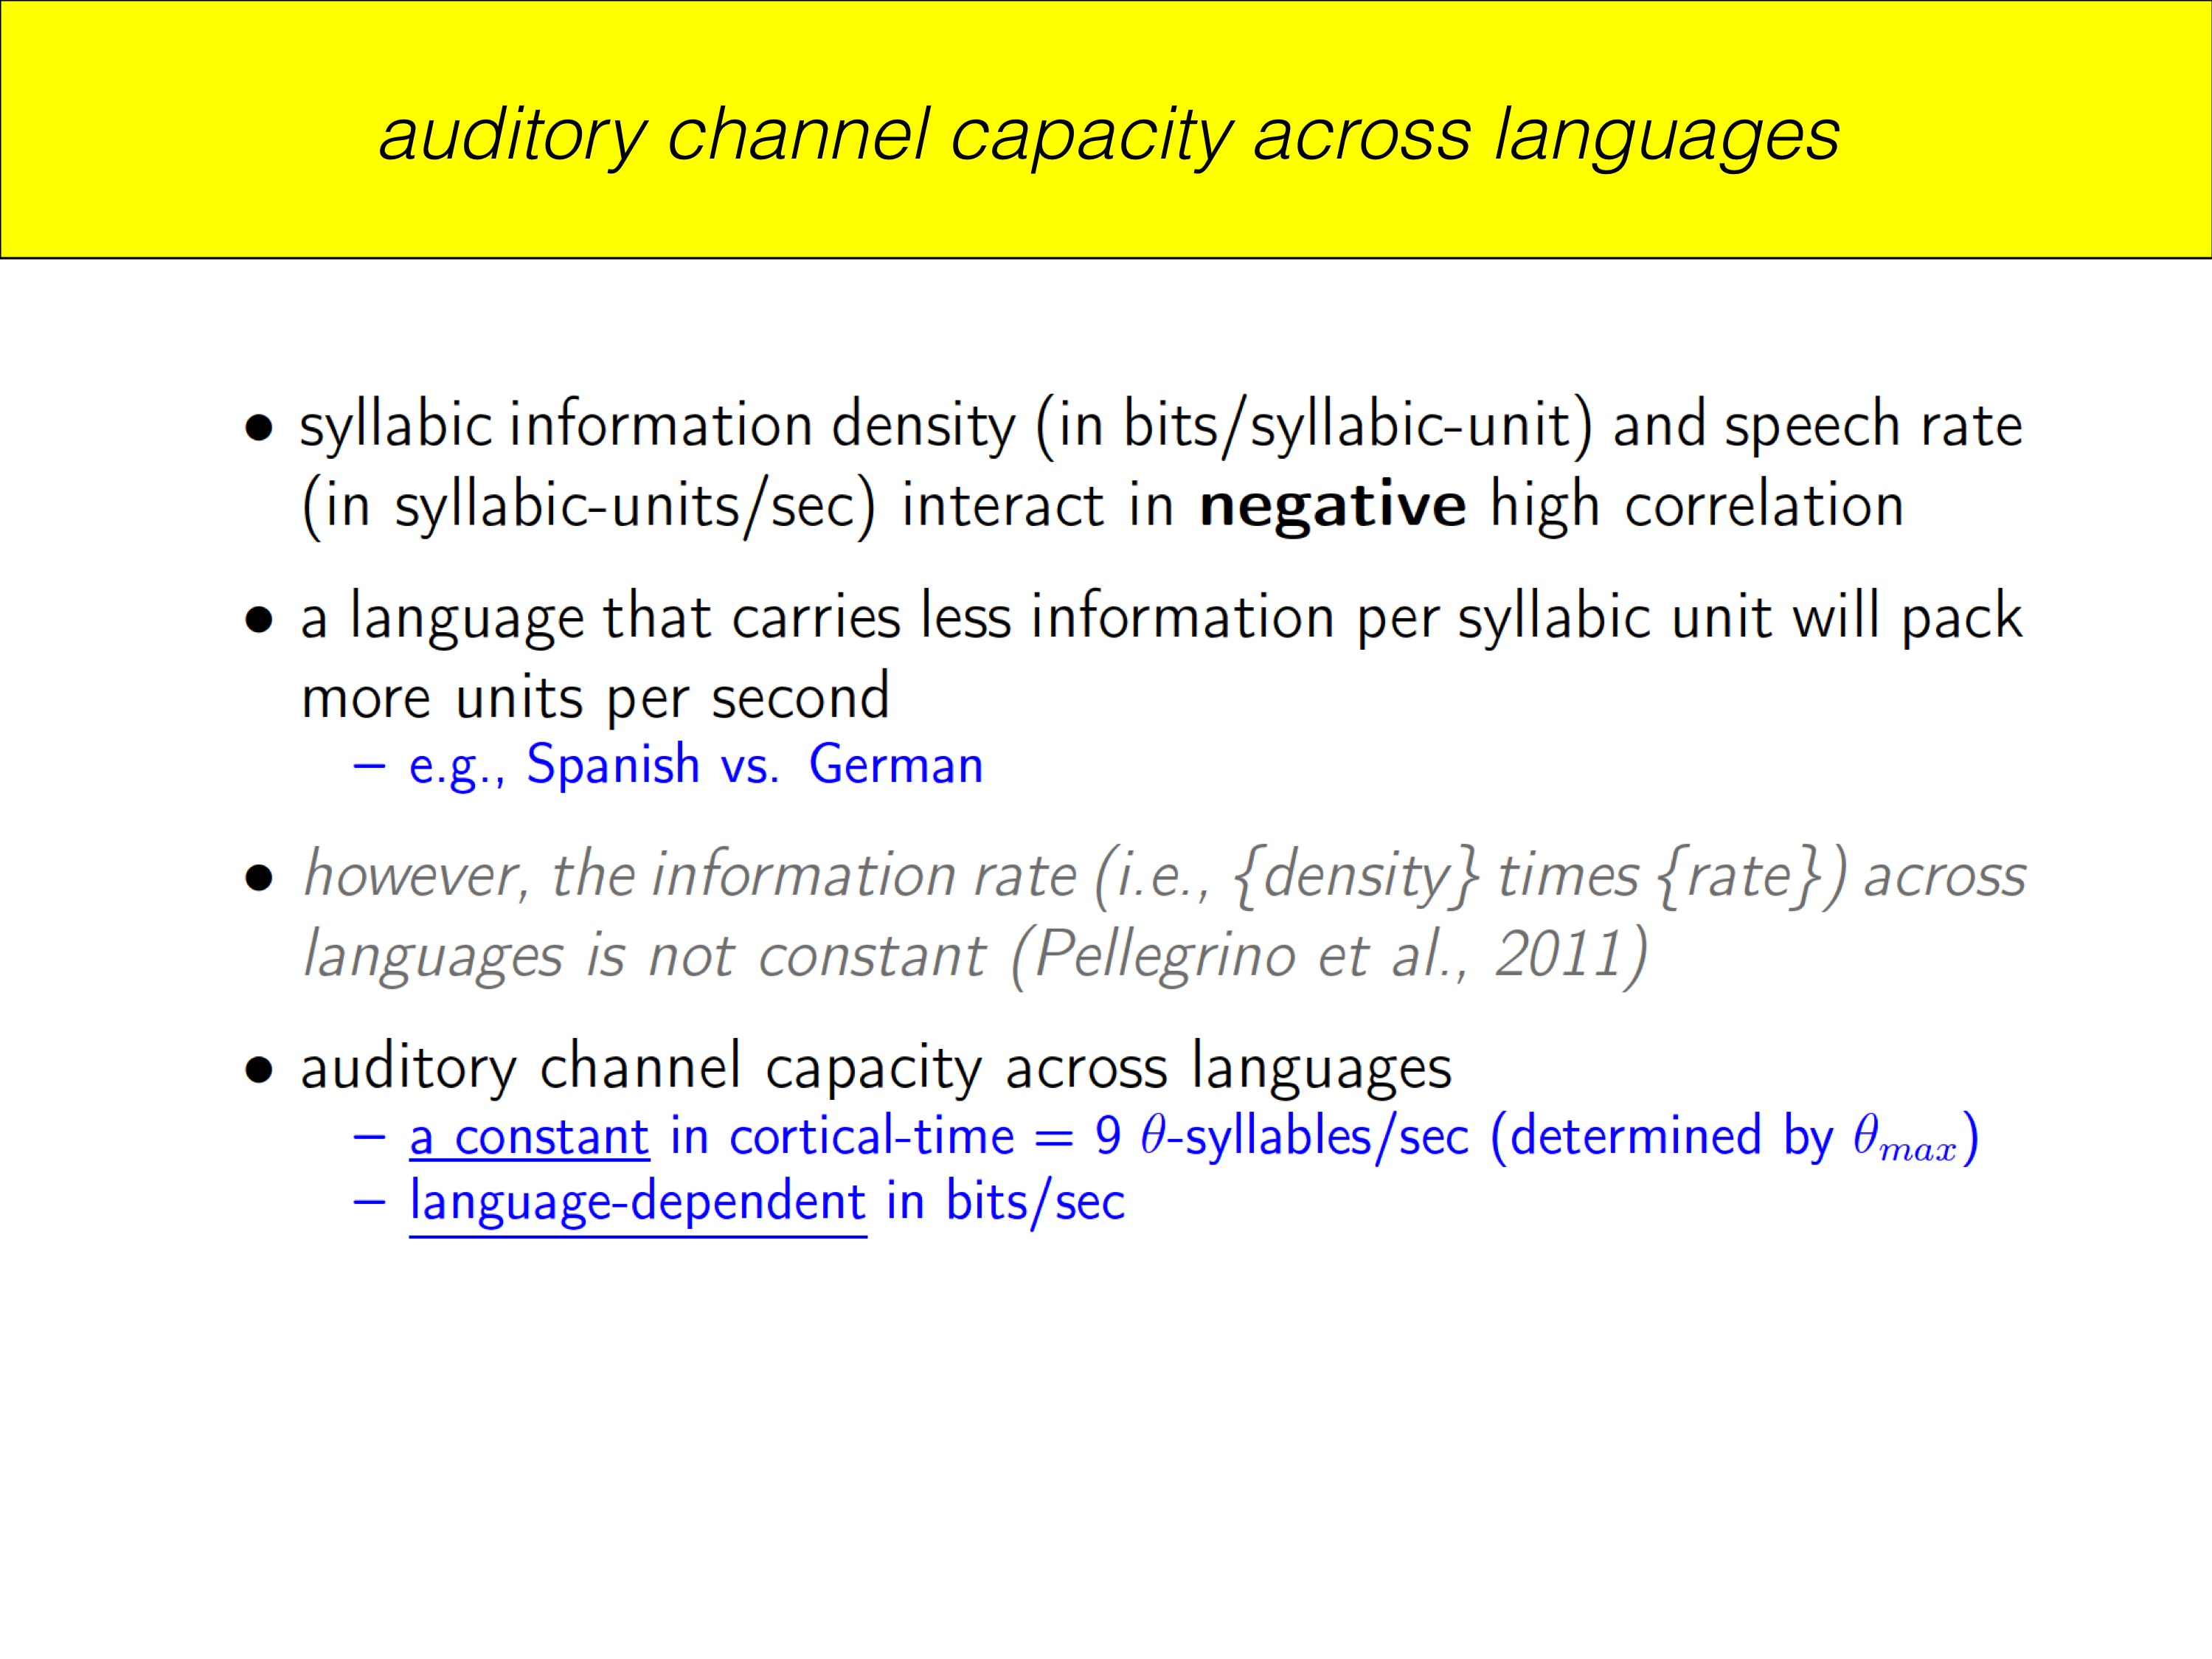 auditory channel capacity across languages
• syllabic information density (in bits/syllabic-unit) and speech rate
(in syllabic-units/sec) interact in negative high correlation
• a language that carries less information per syllabic unit will pack
more units per second
– e.g., Spanish vs. German
• however, the information rate (i.e., {density} times {rate}) across
languages is not constant (Pellegrino et al., 2011)
• auditory channel capacity across languages
– a constant in cortical-time = 9 θ-syllables/sec (determined by θmax)
– language-dependent in bits/sec